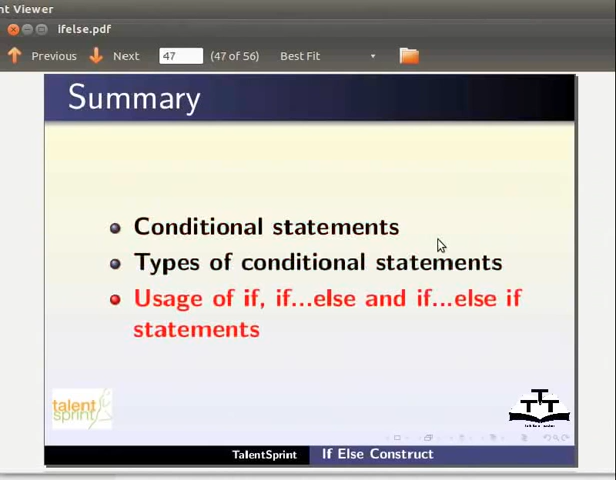 nt Viewer
ifelse.pdf
Previous Next 47 (47 of 56) Best Fit
Summary
Conditional statements
Types of conditional statements
Usage of if, if...else and if...else if
statements
talent
sprint
TTT
TalentSprint If Else Construct